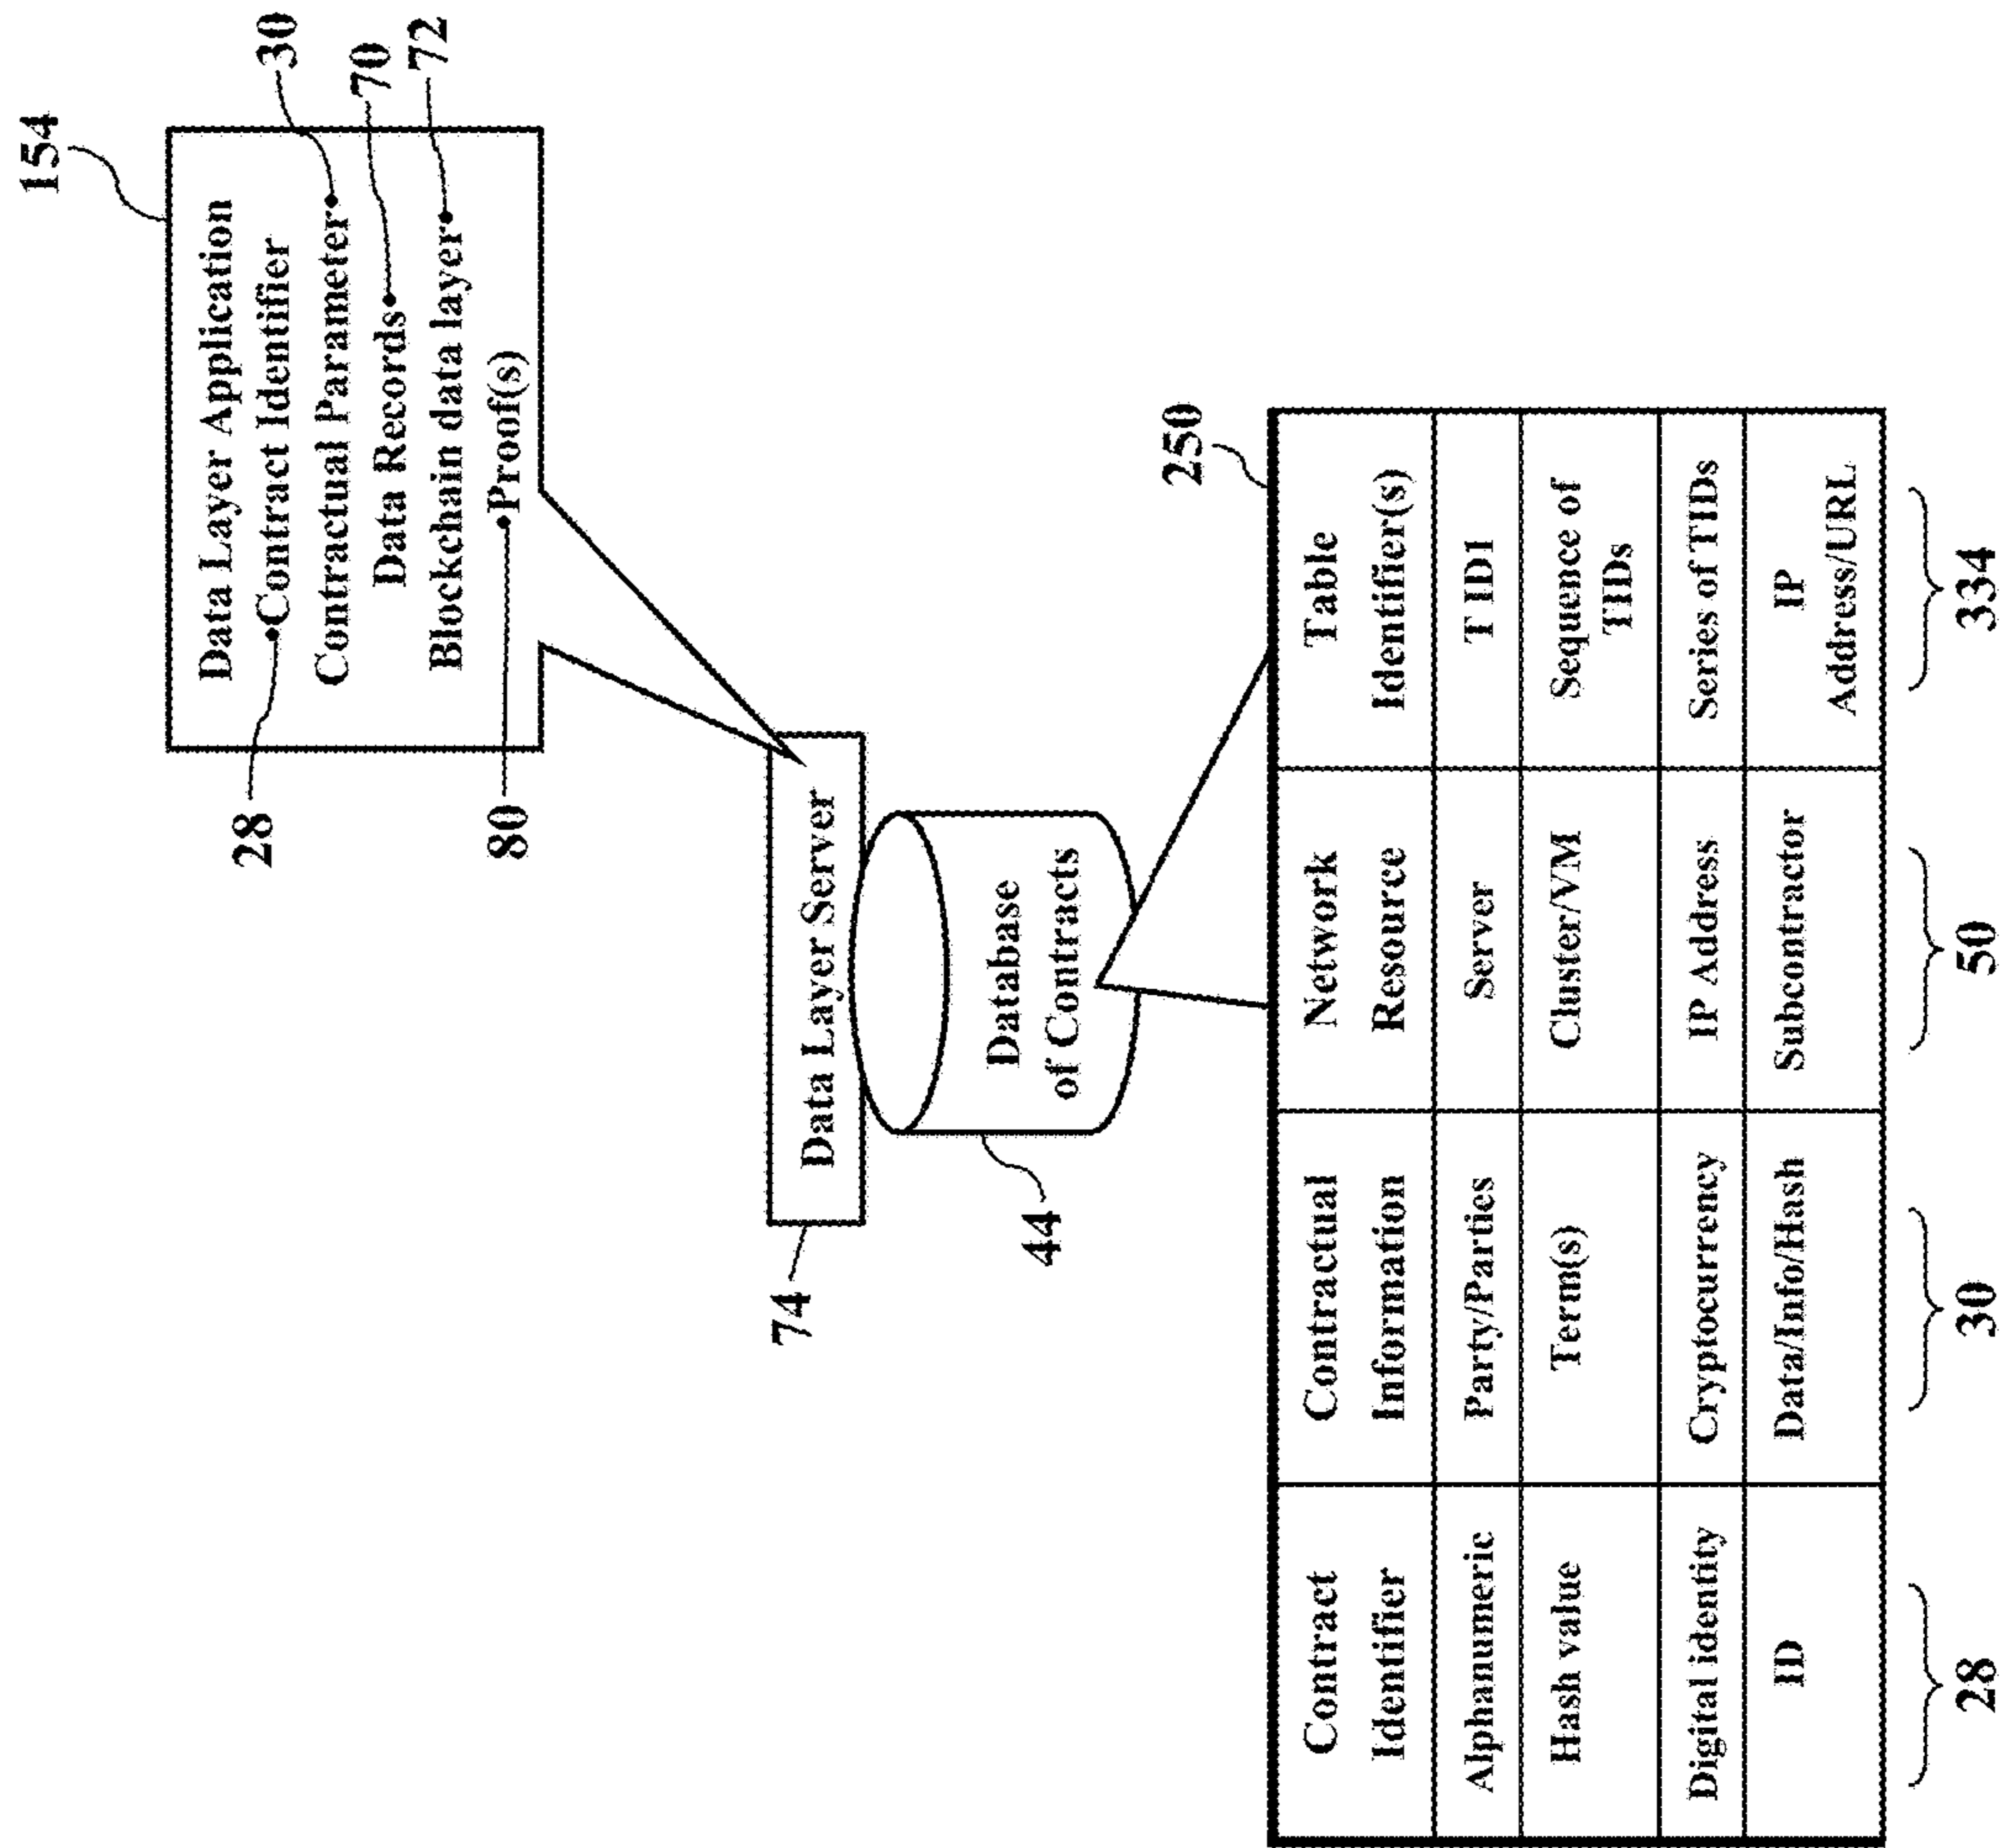 154
Data Layer Application
28
Contract Identifier
Contractual Parameter
30
Data Records
70
Blockchain data layer
72
80
Proof(s)
74
Data Layer Server
44
Database
of Contracts
250
Contract
Identifier
Contractual
Information
Network
Resource
Table
Identifier(s)
Alphanumeric
Party/Parties
Server
T ID1
Hash value
Term(s)
Cluster/VM
Sequence of
TIDs
Digital identity
Cryptocurrency
IP Address
Series of TIDs
ID
Data/Info/Hash
Subcontractor
IP
Address/URL
28
30
50
334